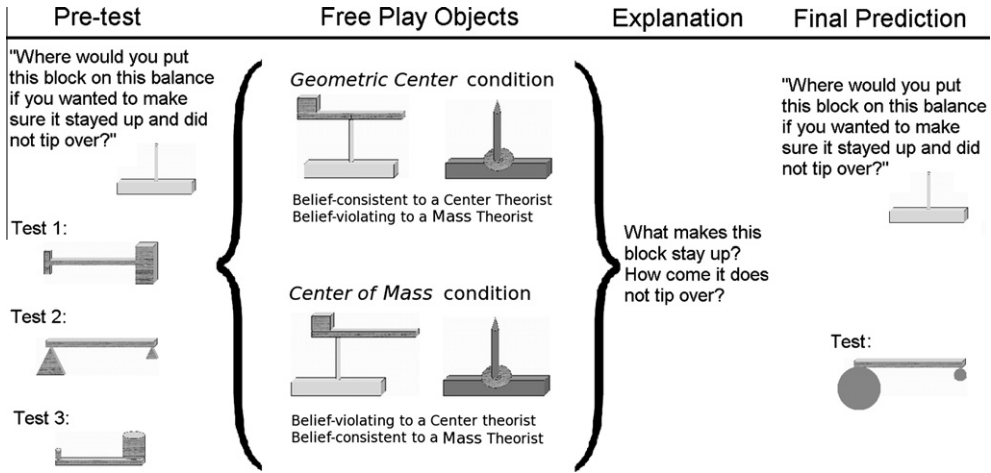 Pre-test
Free Play Objects
Explanation
Final Prediction
"Where would you put
this block on this balance
if you wanted to make
sure it stayed up and did
not tip over?"
Test 1:
Test 2:
Test 3:
Geometric Center condition
Belief-consistent to a Center Theorist
Belief-violating to a Mass Theorist
Center of Mass condition
Belief-violating to a Center theorist
Belief-consistent to a Mass Theorist
What makes this
block stay up?
How come it does
not tip over?
"Where would you put
this block on this balance
if you wanted to make
sure it stayed up and did
not tip over?"
Test: